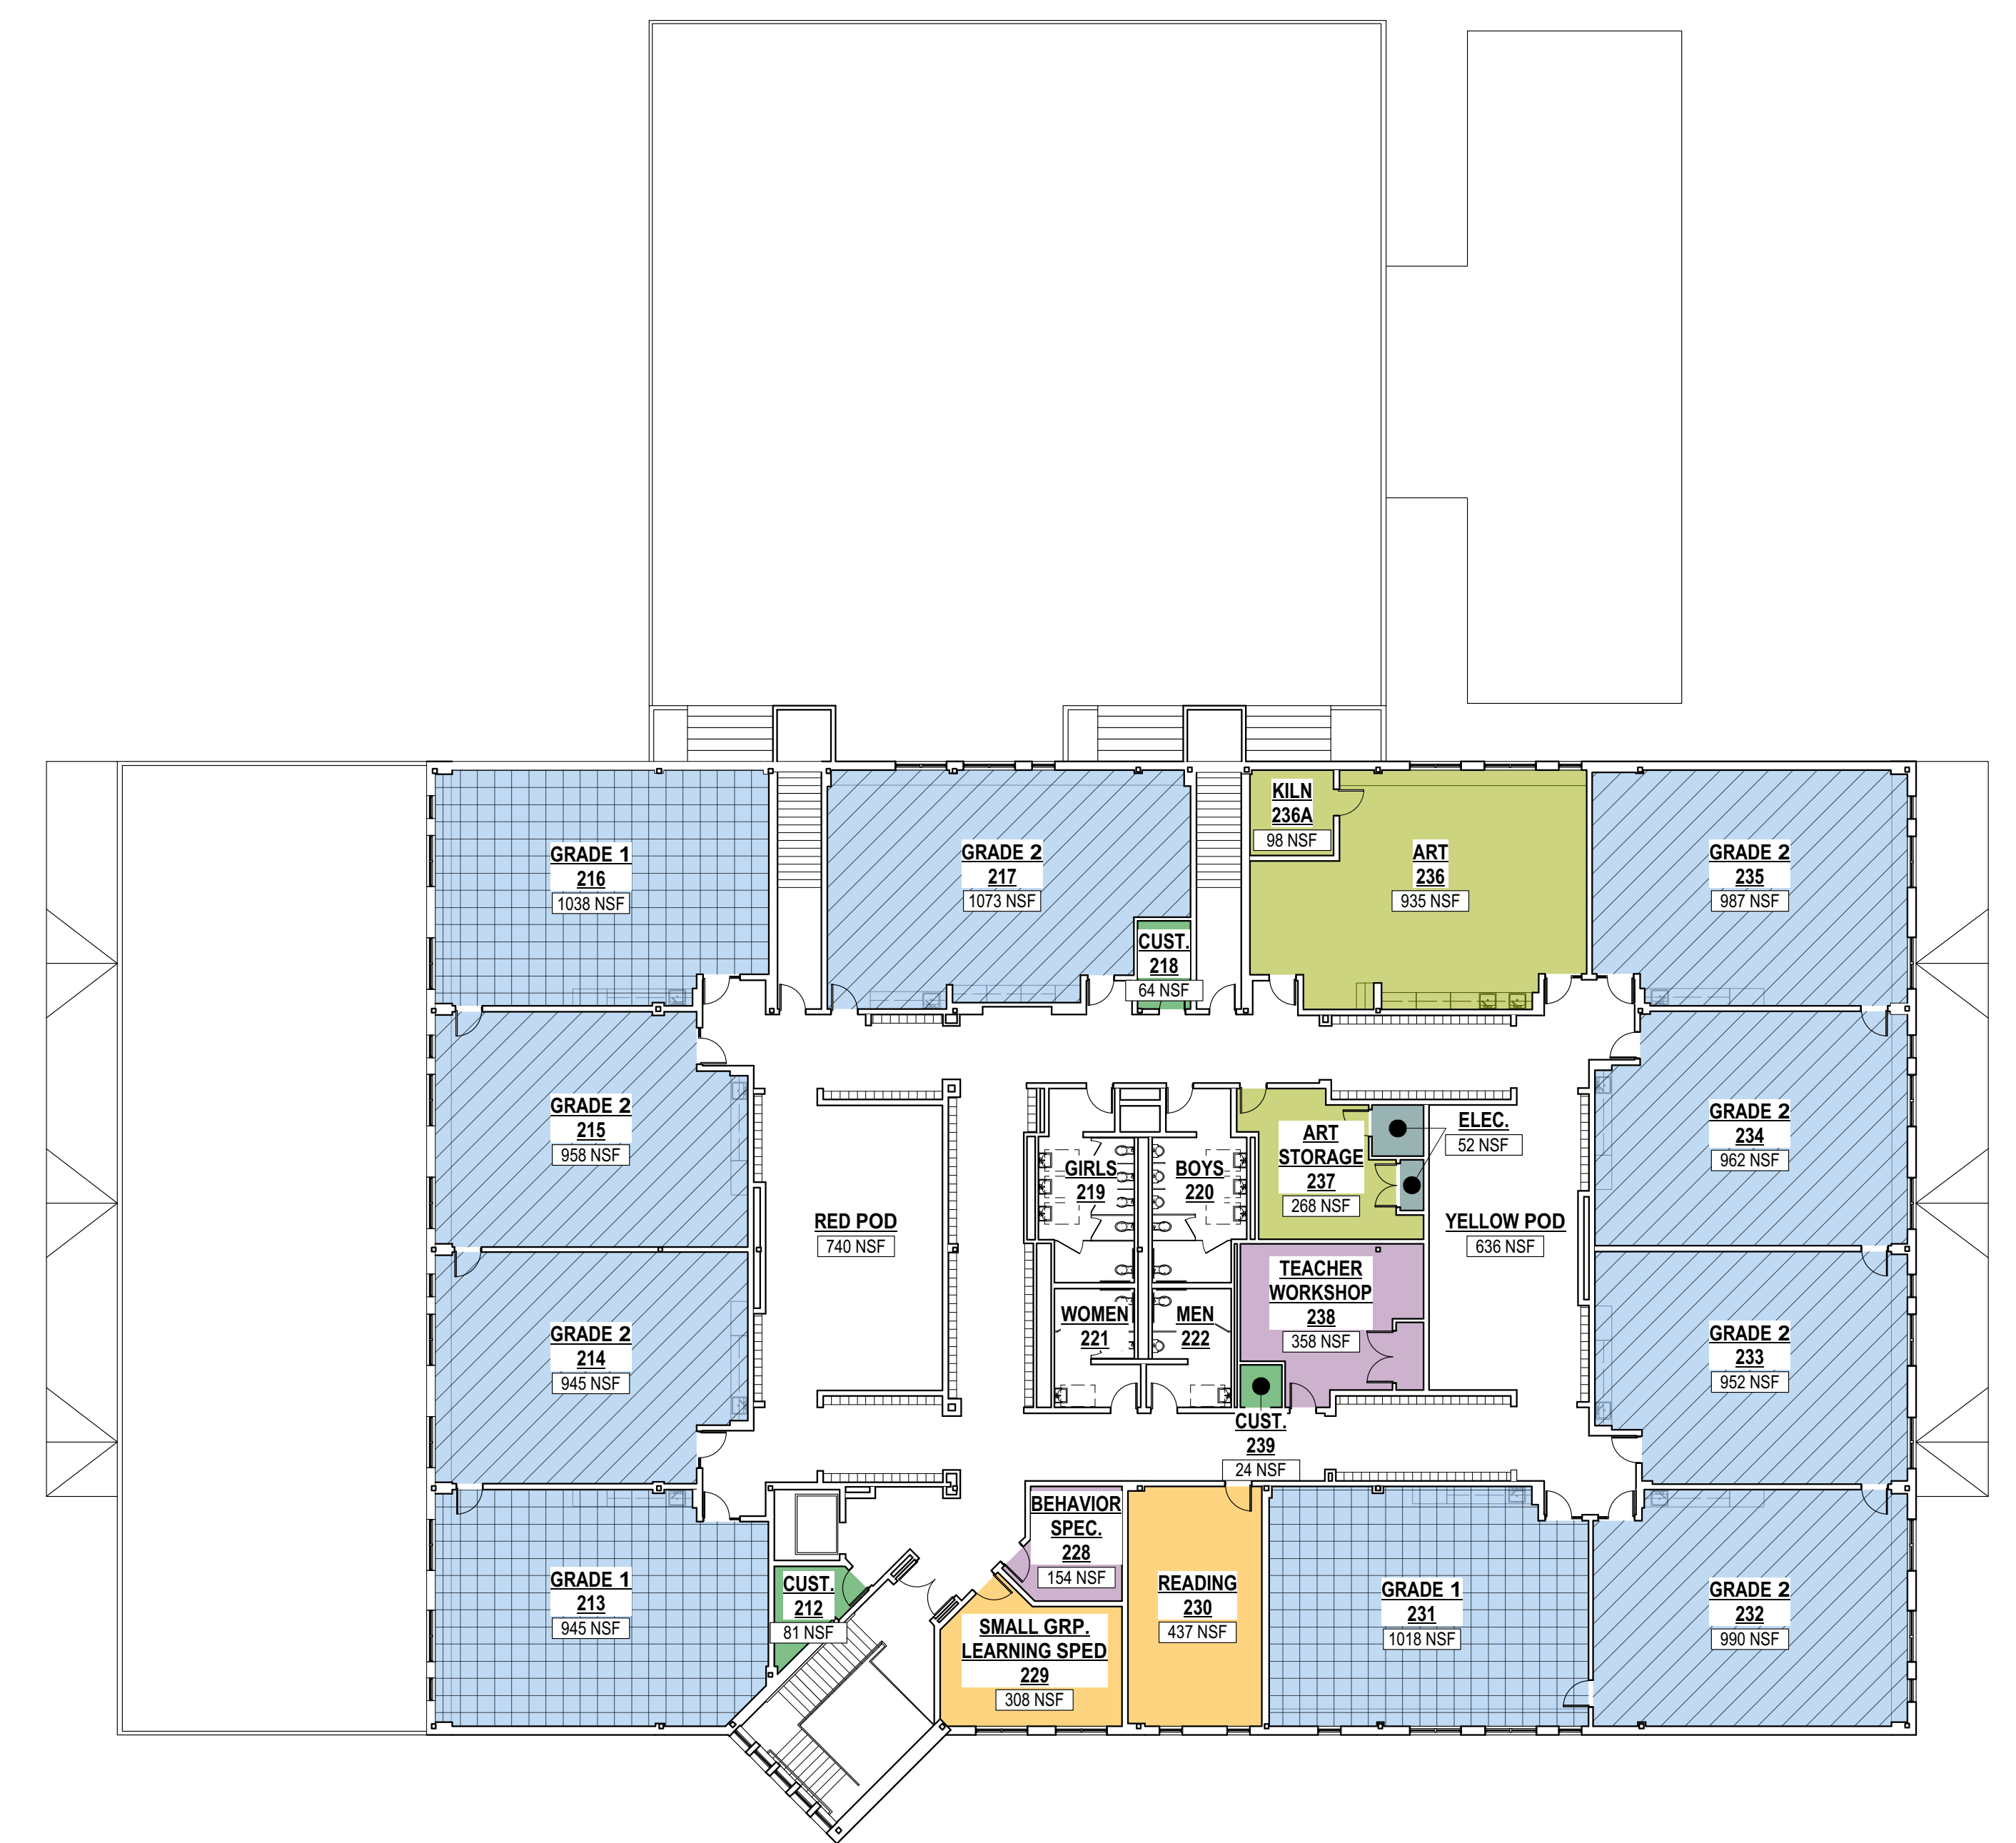 GRADE 1
216
1038 NSF
GRADE 2
217
1073 NSF
CUST.
218
64 NSF
KILN
236A
98 NSF
ART
236
935 NSF
GRADE 2
235
987 NSF
GRADE 2
215
958 NSF
RED POD
740 NSF
GIRLS
219
BOYS
220
ART
STORAGE
237
268 NSF
ELEC.
52 NSF
YELLOW POD
636 NSF
GRADE 2
234
962 NSF
GRADE 2
214
945 NSF
WOMEN
221
MEN
222
TEACHER
WORKSHOP
238
358 NSF
CUST.
239
24 NSF
GRADE 2
233
952 NSF
GRADE 1
213
945 NSF
CUST.
212
81 NSF
BEHAVIOR
SPEC.
228
154 NSF
SMALL GRP.
LEARNING SPED
229
308 NSF
READING
230
437 NSF
GRADE 1
231
1018 NSF
GRADE 2
232
990 NSF